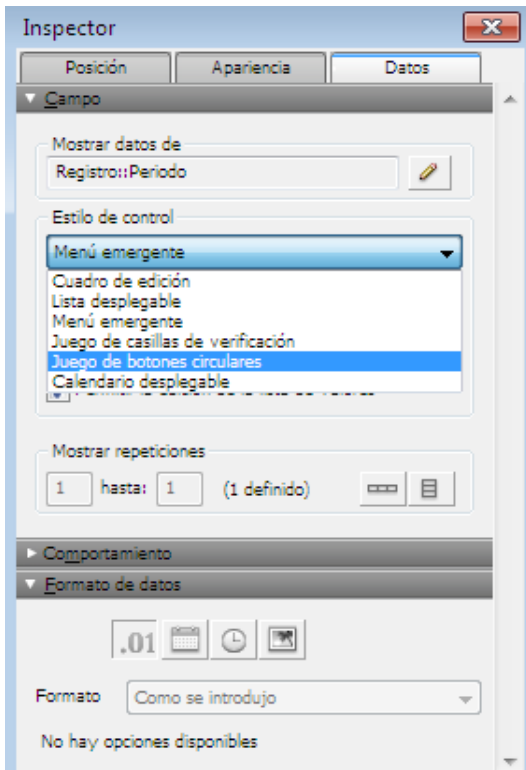 Inspector
Posición Apariencia Datos
Campo
Mostrar datos de
Registro::Periodo
Estilo de control
Menú emergente
Cuadro de edición
Lista desplegable
Menú emergente
Juego de casillas de verificación
Juego de botones circulares
Calendario desplegable
Mostrar repeticiones
1 hasta: 1 (1 definido)
Comportamiento
Formato de datos
.01
Formato Como se introdujo
No hay opciones disponibles